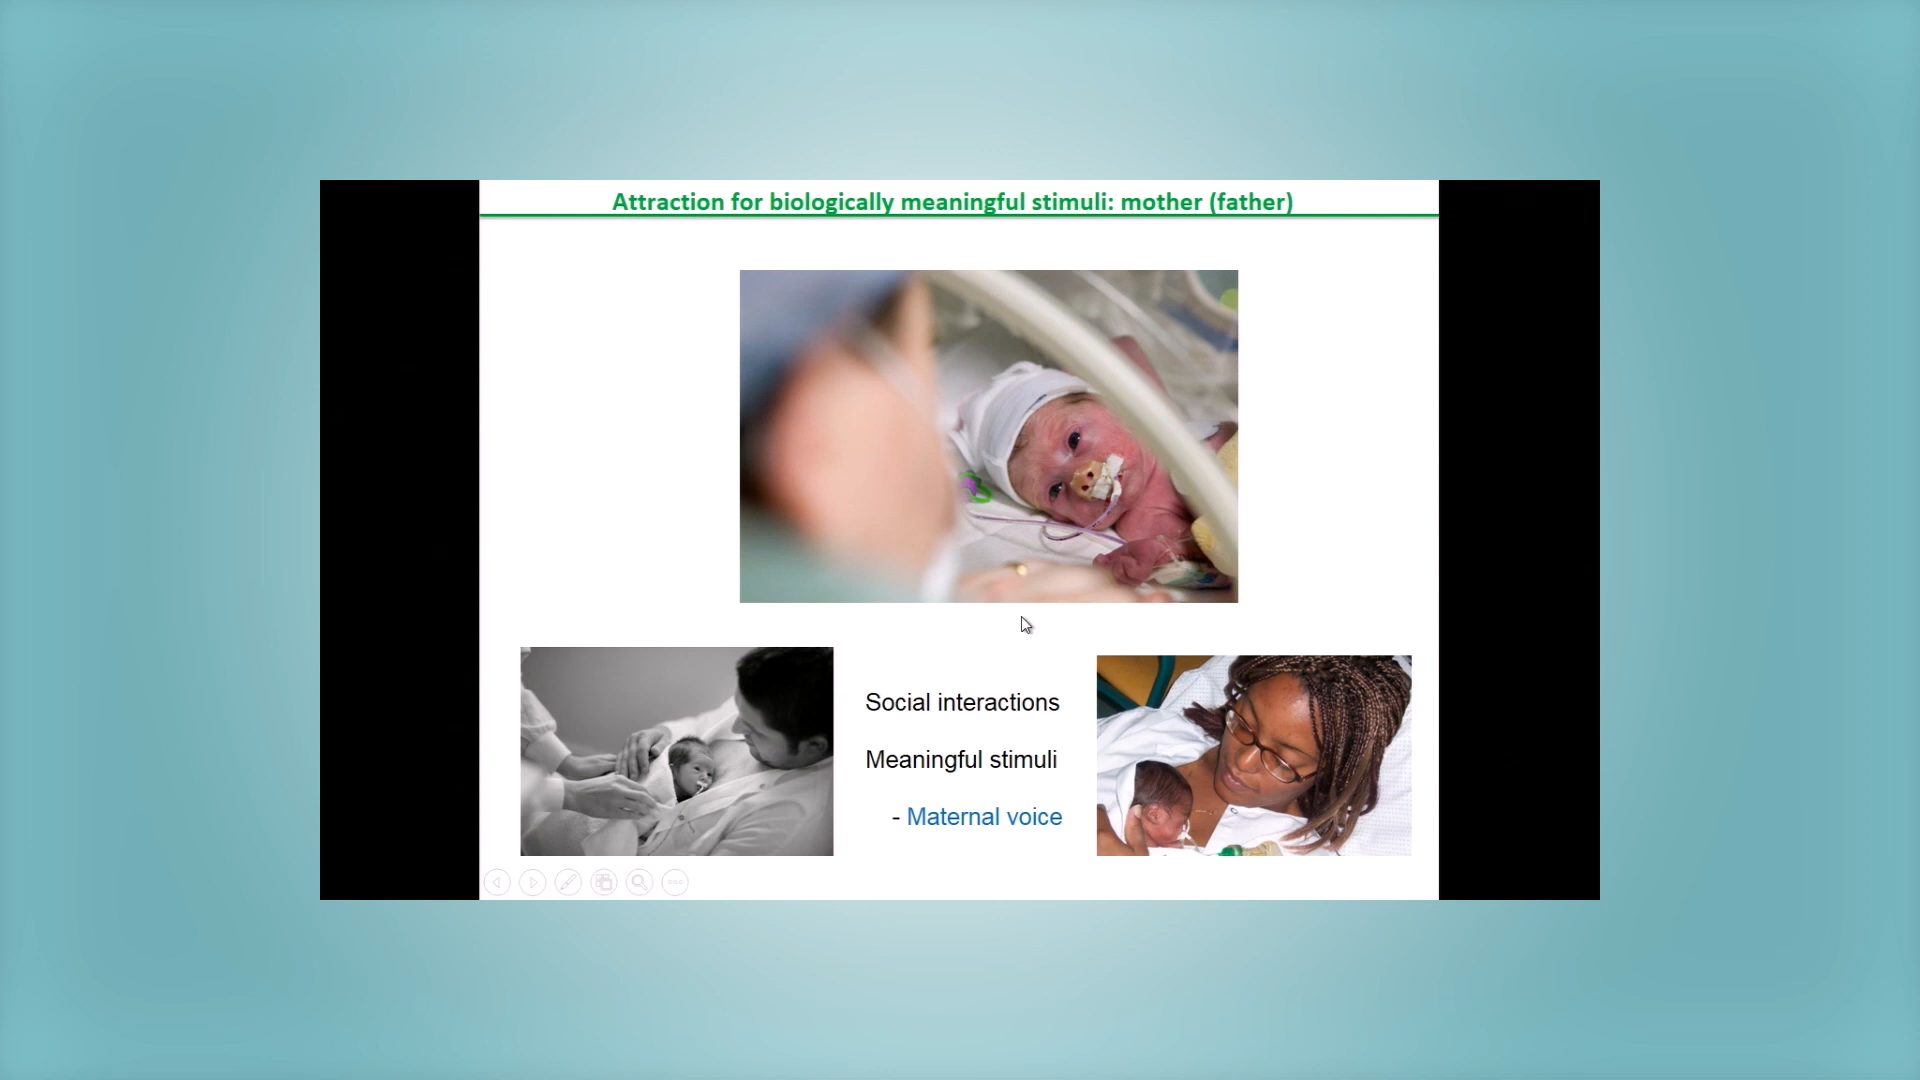 Attraction for biologically meaningful stimuli: mother (father)
Social interactions
Meaningful stimuli
- Maternal voice